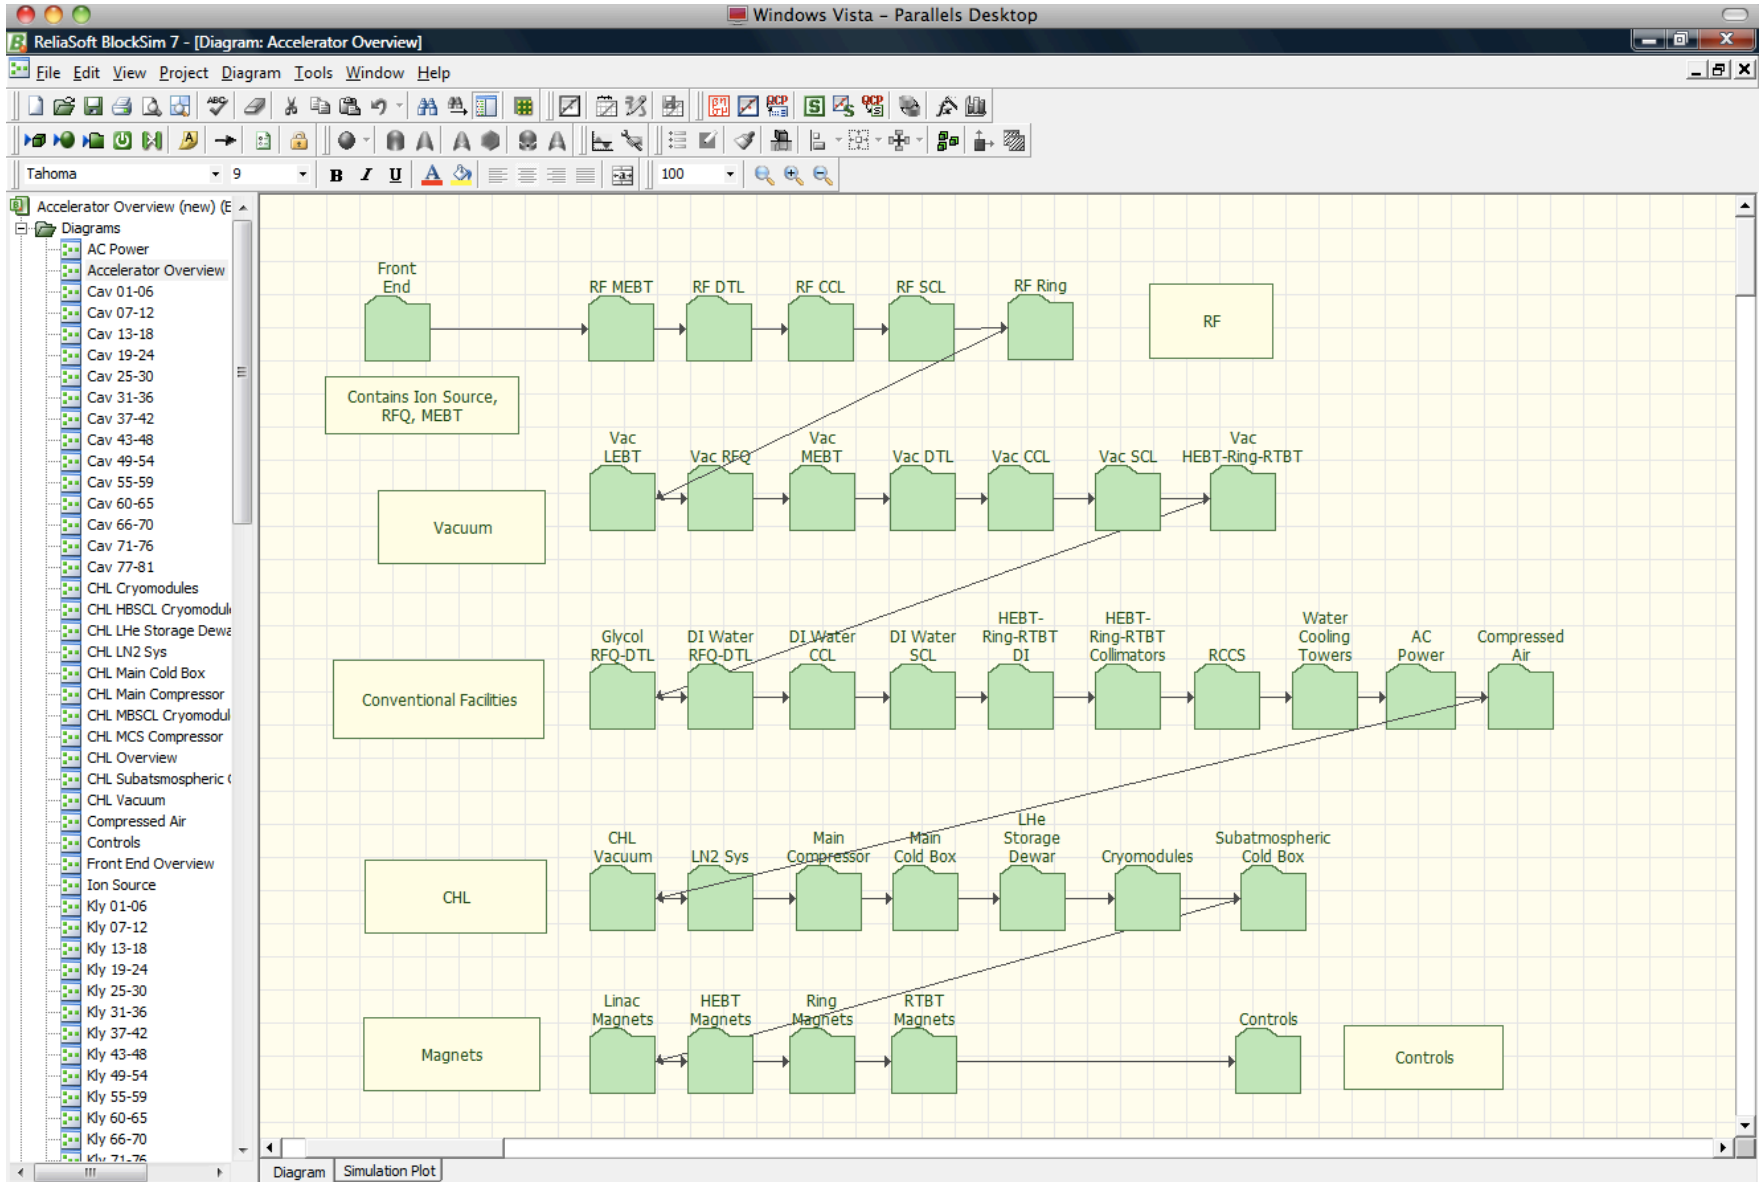 Windows Vista - Parallels Desktop
ReliaSoft BlockSim 7 - [Diagram: Accelerator Overview]
File Edit View Project Diagram Tools Window Help
Tahoma 9 B I U A 100
Accelerator Overview (new) (E
Diagrams
AC Power
Accelerator Overview
Cav 01-06
Cav 07-12
Cav 13-18
Cav 19-24
Cav 25-30
Cav 31-36
Cav 37-42
Cav 43-48
Cav 49-54
Cav 55-59
Cav 60-65
Cav 66-70
Cav 71-76
Cav 77-81
CHL Cryomodules
CHL HBSCL Cryomodul
CHL LHe Storage Dewa
CHL LN2 Sys
CHL Main Cold Box
CHL Main Compressor
CHL MBSCL Cryomodul
CHL MCS Compressor
CHL Overview
CHL Subatsmospheric
CHL Vacuum
Compressed Air
Controls
Front End Overview
Ion Source
Kly 01-06
Kly 07-12
Kly 13-18
Kly 19-24
Kly 25-30
Kly 31-36
Kly 37-42
Kly 43-48
Kly 49-54
Kly 55-59
Kly 60-65
Kly 66-70
Kly 71-76
Front
End
RF MEBT
RF DTL
RF CCL
RF SCL
RF Ring
RF
Contains Ion Source,
RFQ, MEBT
Vac
LEBT
Vac RFQ
Vac
MEBT
Vac DTL
Vac CCL
Vac SCL
Vac
HEBT-Ring-RTBT
Vacuum
Glycol
RFQ-DTL
DI Water
RFQ-DTL
DI Water
CCL
DI Water
SCL
HEBT-
Ring-RTBT
DI
HEBT-
Ring-RTBT
Collimators
RCCS
Water
Cooling
Towers
AC
Power
Compressed
Air
Conventional Facilities
CHL
Vacuum
LN2 Sys
Main
Compressor
Main
Cold Box
LHe
Storage
Dewar
Cryomodules
Subatmospheric
Cold Box
CHL
Linac
Magnets
HEBT
Magnets
Ring
Magnets
RTBT
Magnets
Controls
Magnets
Controls
Diagram
Simulation Plot